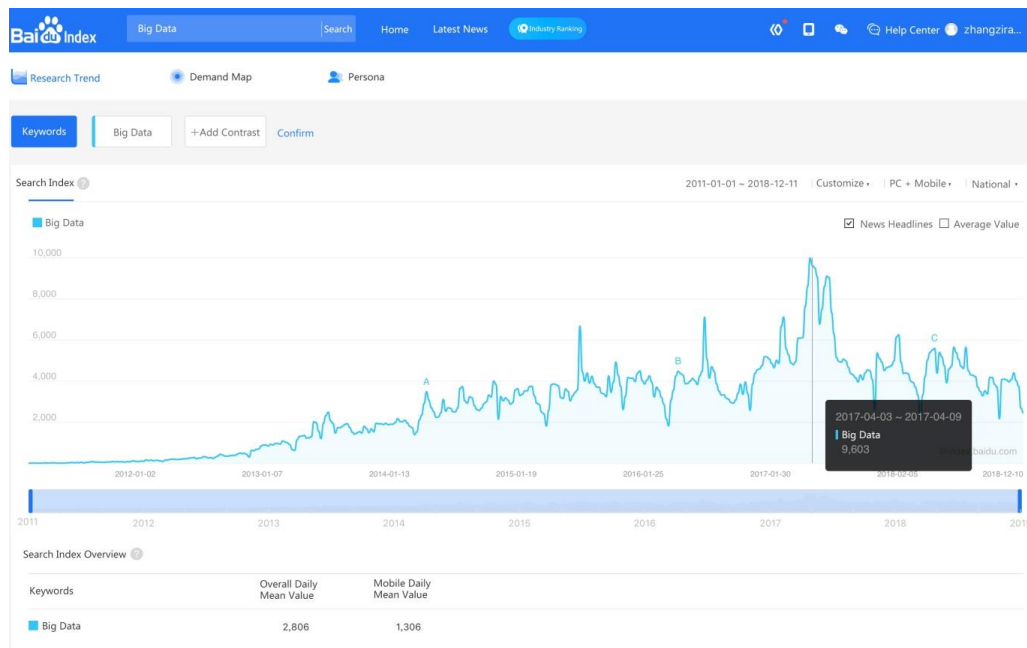 Bai du Index Big Data Search Home Latest News Industry Ranking Help Center zhangzira...
Research Trend Demand Map Persona
Keywords Big Data +Add Contrast Confirm
Search Index ? 2011-01-01 ~ 2018-12-11 Customize PC + Mobile National
Big Data News Headlines Average Value
10,000
8,000
6,000
C
B
4,000
A
2017-04-03 ~ 2017-04-09
2,000
Big Data
9,603
baidu.com
2012-01-02 2013-01-07 2014-01-13 2015-01-19 2016-01-25 2017-01-30 2018-02-05 2018-12-10
2011 2012 2013 2014 2015 2016 2017 2018 201
Search Index Overview ?
Keywords Overall Daily Mean Value Mobile Daily Mean Value
Big Data 2,806 1,306